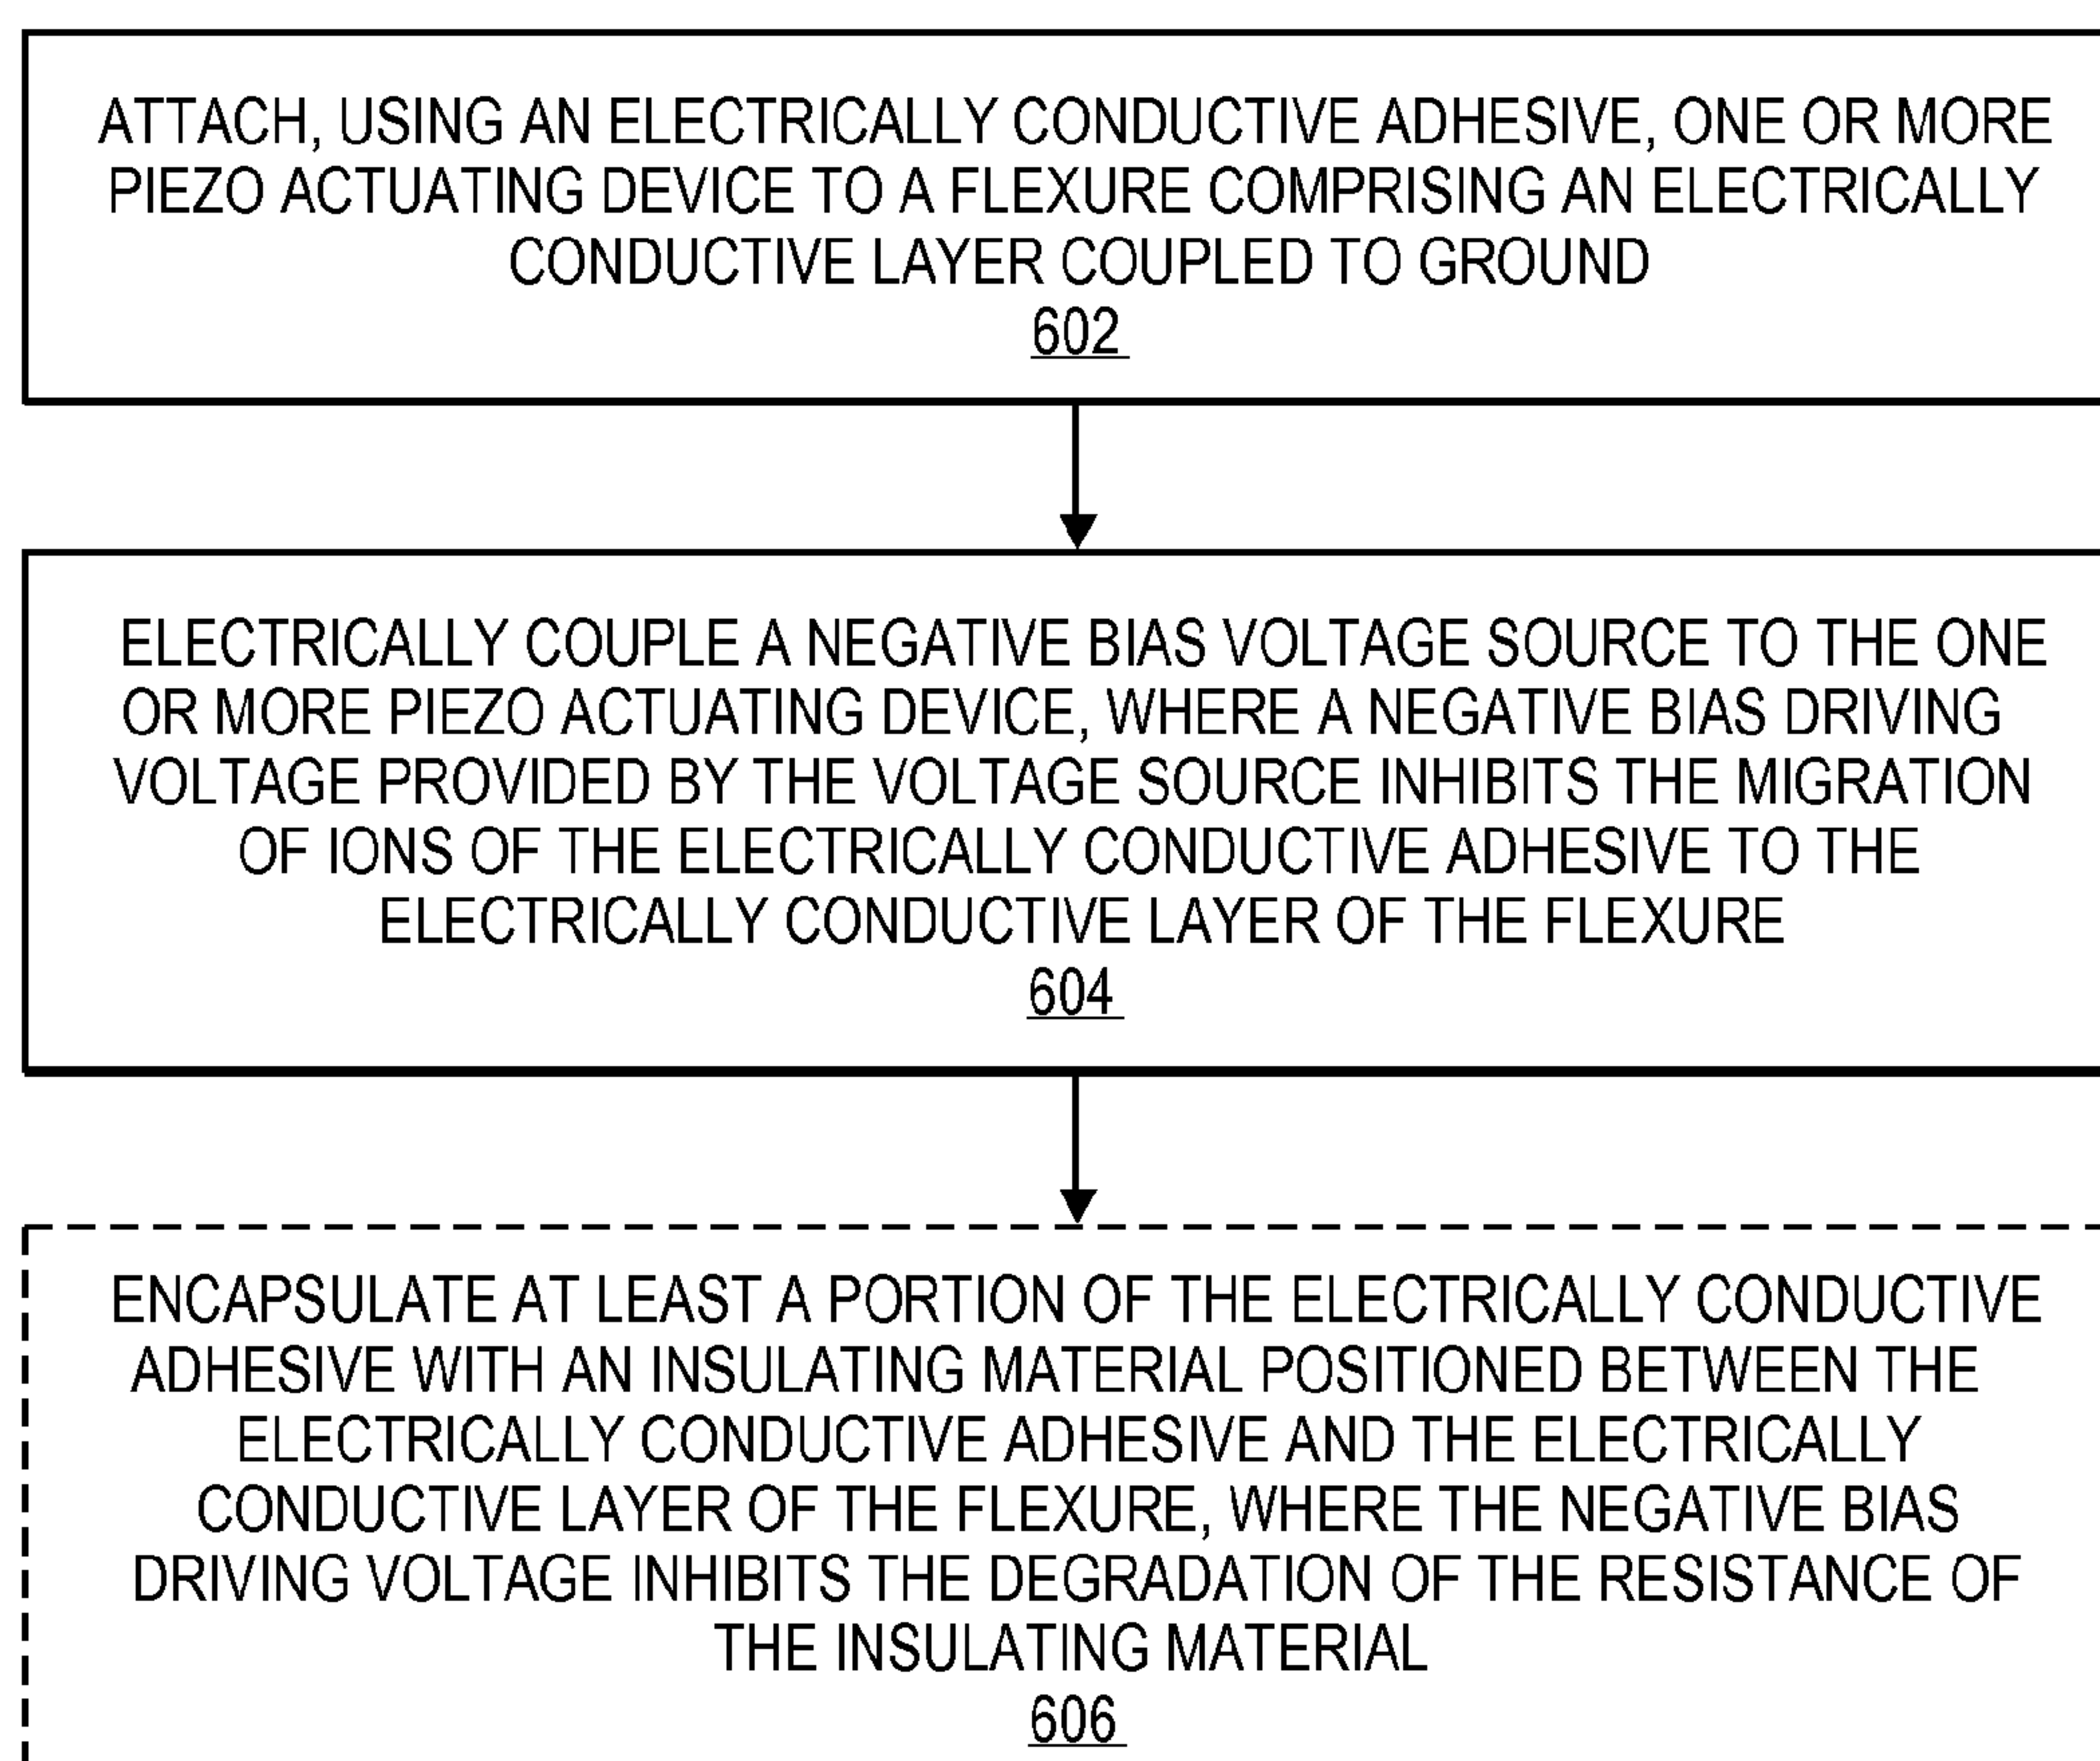 ATTACH, USING AN ELECTRICALLY CONDUCTIVE ADHESIVE, ONE OR MORE
PIEZO ACTUATING DEVICE TO A FLEXURE COMPRISING AN ELECTRICALLY
CONDUCTIVE LAYER COUPLED TO GROUND
602
ELECTRICALLY COUPLE A NEGATIVE BIAS VOLTAGE SOURCE TO THE ONE
OR MORE PIEZO ACTUATING DEVICE, WHERE A NEGATIVE BIAS DRIVING
VOLTAGE PROVIDED BY THE VOLTAGE SOURCE INHIBITS THE MIGRATION
OF IONS OF THE ELECTRICALLY CONDUCTIVE ADHESIVE TO THE
ELECTRICALLY CONDUCTIVE LAYER OF THE FLEXURE
604
ENCAPSULATE AT LEAST A PORTION OF THE ELECTRICALLY CONDUCTIVE
ADHESIVE WITH AN INSULATING MATERIAL POSITIONED BETWEEN THE
ELECTRICALLY CONDUCTIVE ADHESIVE AND THE ELECTRICALLY
CONDUCTIVE LAYER OF THE FLEXURE, WHERE THE NEGATIVE BIAS
DRIVING VOLTAGE INHIBITS THE DEGRADATION OF THE RESISTANCE OF
THE INSULATING MATERIAL
606